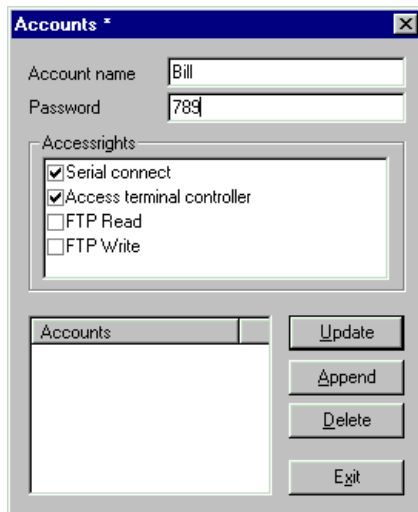 Accounts *
Account name
Bill
Password
789
Accessrights
Serial connect
Access terminal controller
FTP Read
FTP Write
Accounts
Update
Append
Delete
Exit